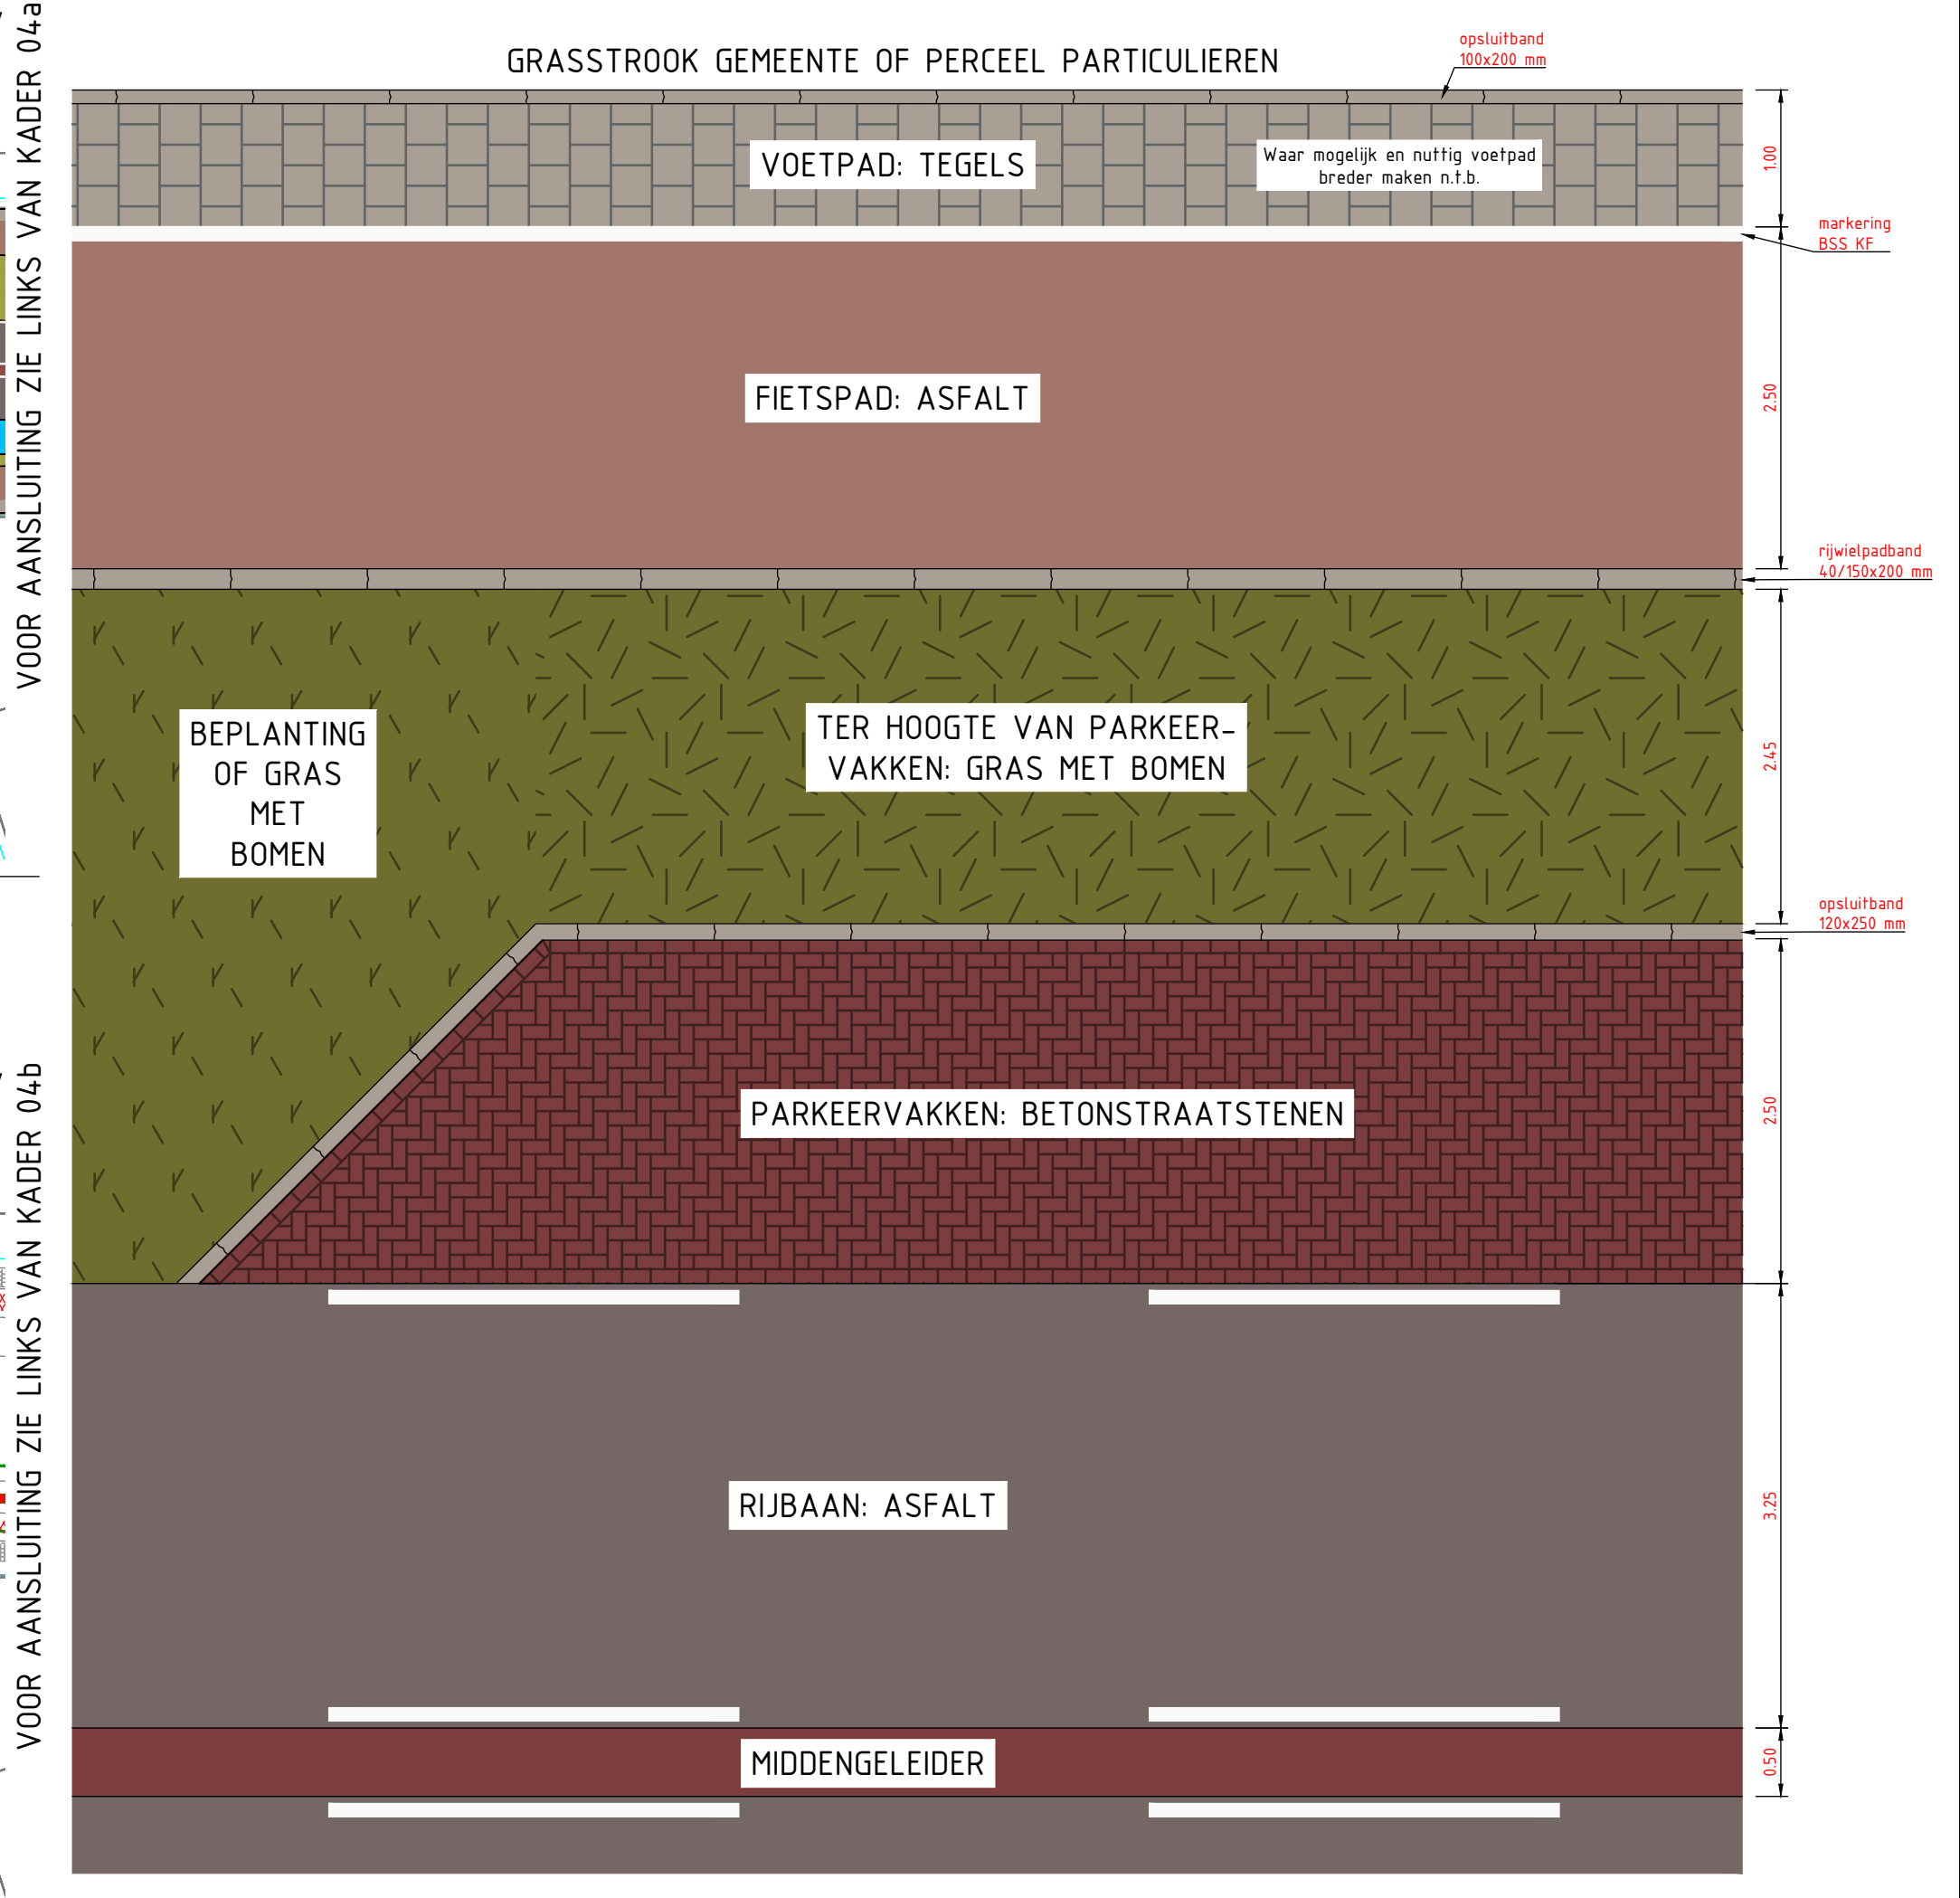 VOOR AANSLUITING ZIE LINKS VAN KADER 04a
VOOR AANSLUITING ZIE LINKS VAN KADER 04b
GRASSTROOK GEMEENTE OF PERCEEL PARTICULIEREN
opsluitband
100x200 mm
VOETPAD: TEGELS
Waar mogelijk en nuttig voetpad
breder maken n.t.b.
1.00
markering
BSS KF
FIETSPAD: ASFALT
2.50
rijwielpadband
40/150x200 mm
BEPLANTING
OF GRAS
MET
BOMEN
TER HOOGTE VAN PARKEER-
VAKKEN: GRAS MET BOMEN
2.45
opsluitband
120x250 mm
PARKEERVAKKEN: BETONSTRAATSTENEN
2.50
RIJBAAN: ASFALT
3.25
MIDDENGELEIDER
0.50